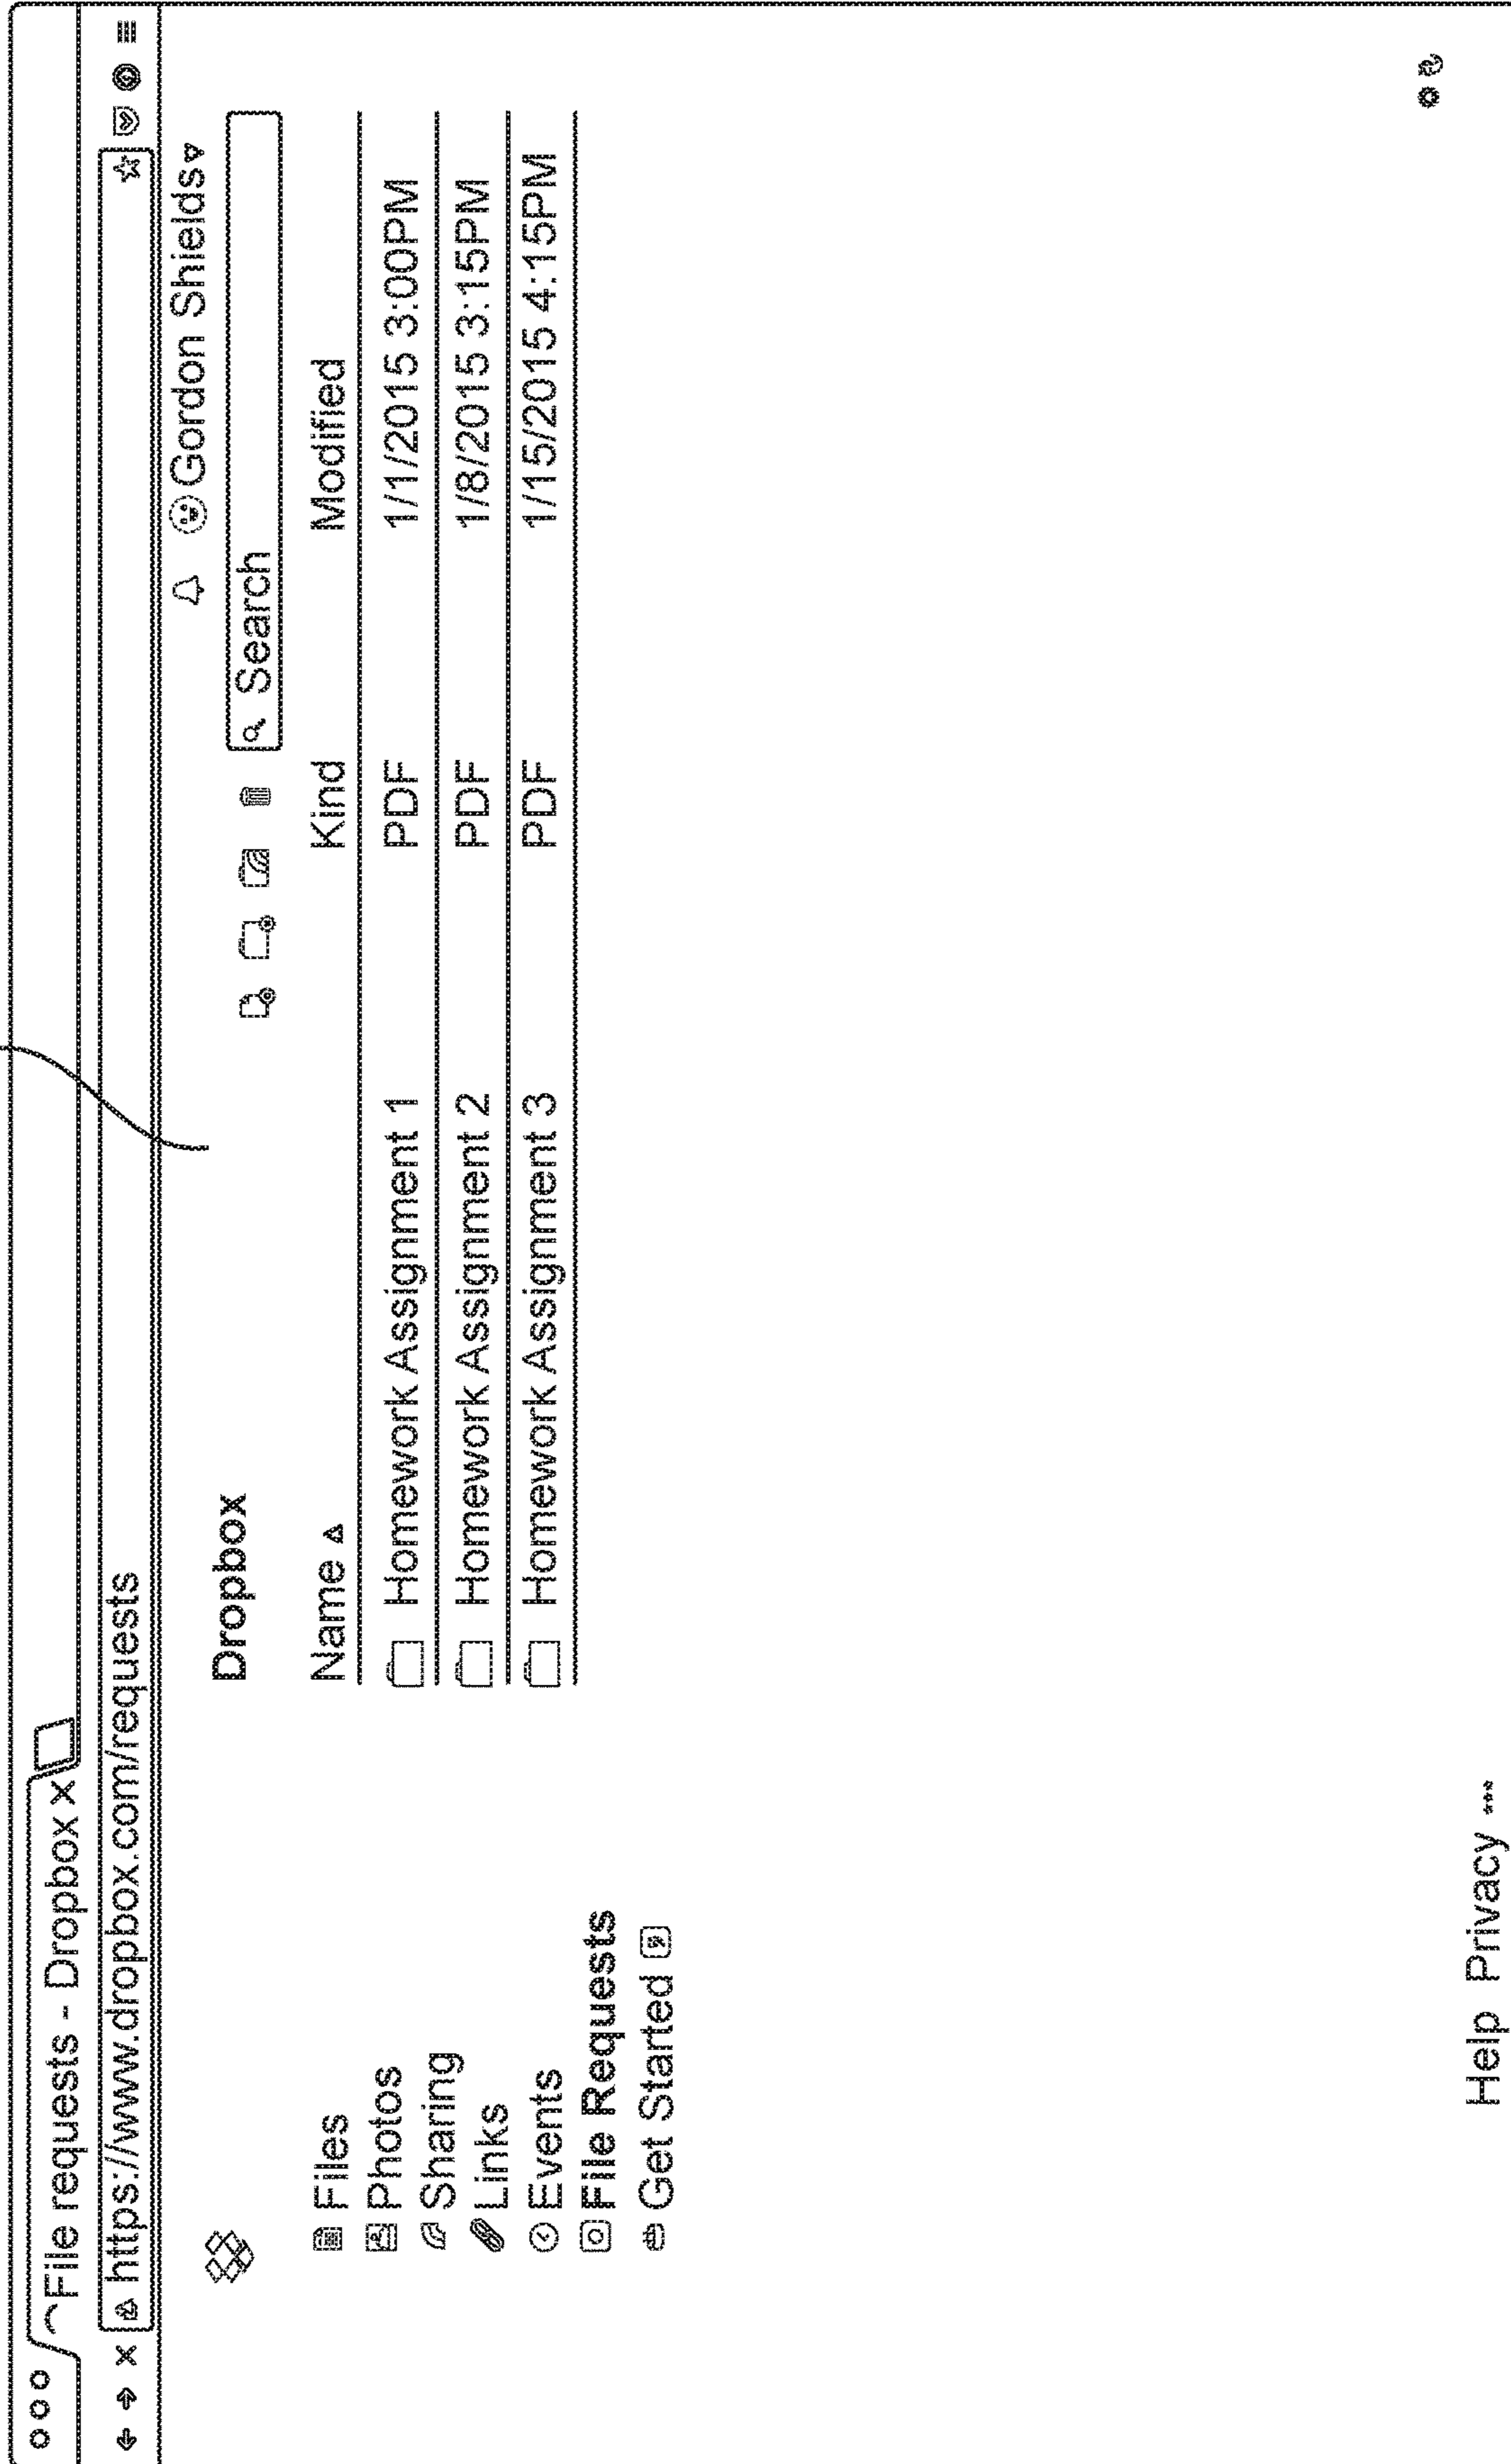 File requests - Dropbox X
https://www.dropbox.com/requests
Gordon Shields
Dropbox
Search
Name Kind Modified
Homework Assignment 1 PDF 1/1/2015 3:00PM
Homework Assignment 2 PDF 1/8/2015 3:15PM
Homework Assignment 3 PDF 1/15/2015 4:15PM
Files
Photos
Sharing
Links
Events
File Requests
Get Started
Help Privacy •••